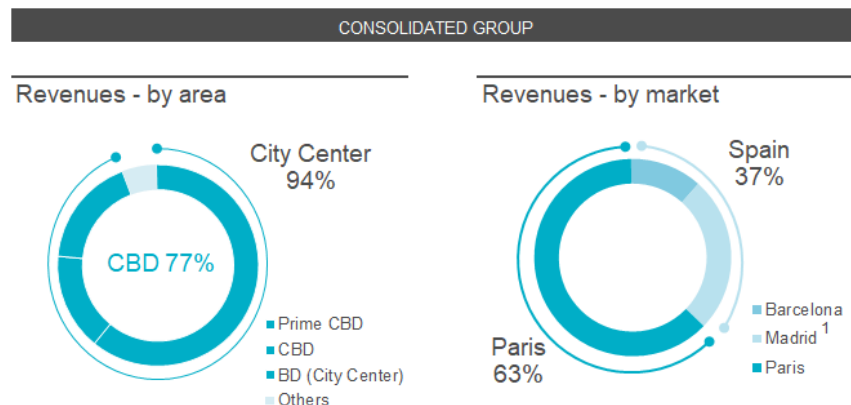 CONSOLIDATED GROUP
Revenues - by area
City Center
94%
CBD 77%
Prime CBD
CBD
BD (City Center)
Others
Revenues - by market
Spain
37%
Paris
63%
Barcelona
Madrid 1
Paris